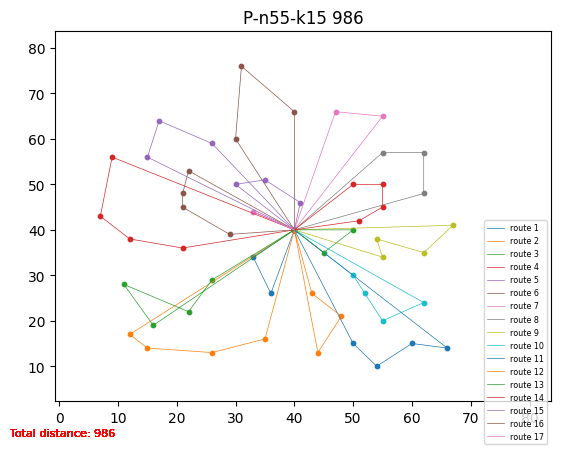 P-n55-k15 986
80
70
60
50
40
30
20
10
0 10 20 30 40 50 60 70 80
route 1
route 2
route 3
route 4
route 5
route 6
route 7
route 8
route 9
route 10
route 11
route 12
route 13
route 14
route 15
route 16
route 17
Total distance: 986